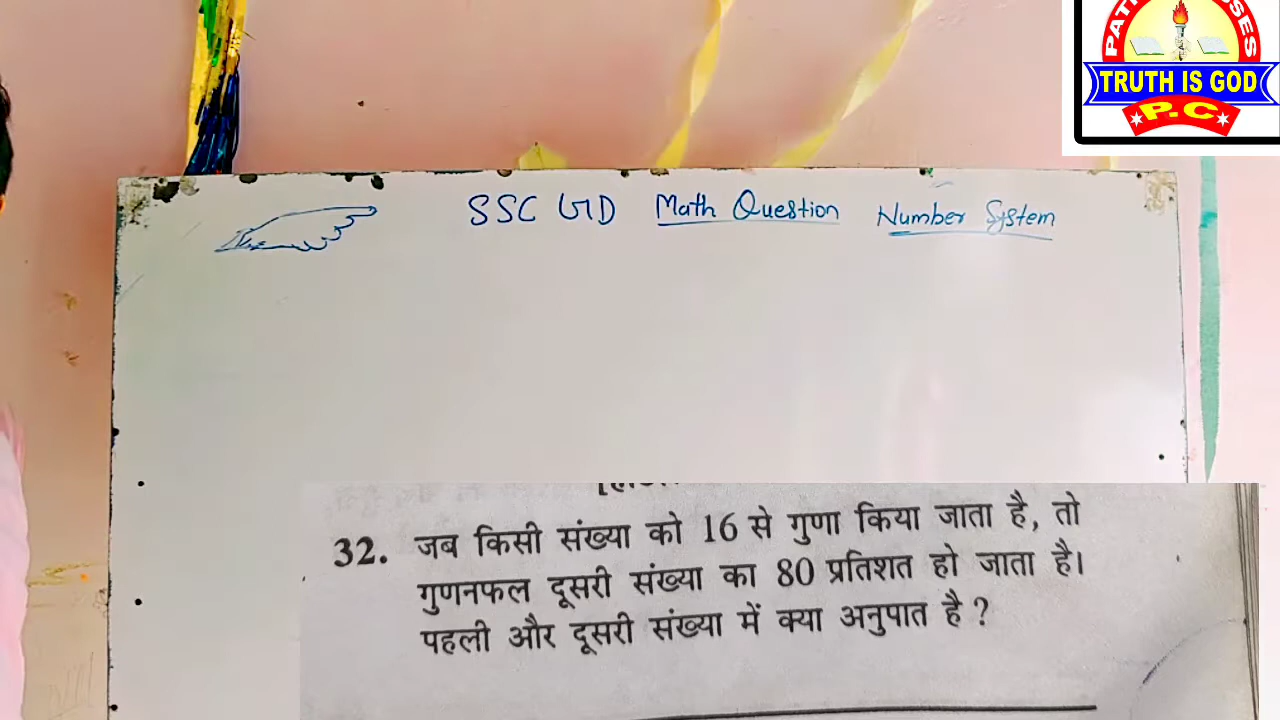 TRUTH IS GOD
P.C
SSC GD Math Question Number System
32. जब किसी संख्या को 16 से गुणा किया जाता है, तो
गुणनफल दूसरी संख्या का 80 प्रतिशत हो जाता है।
पहली और दूसरी संख्या में क्या अनुपात है ?